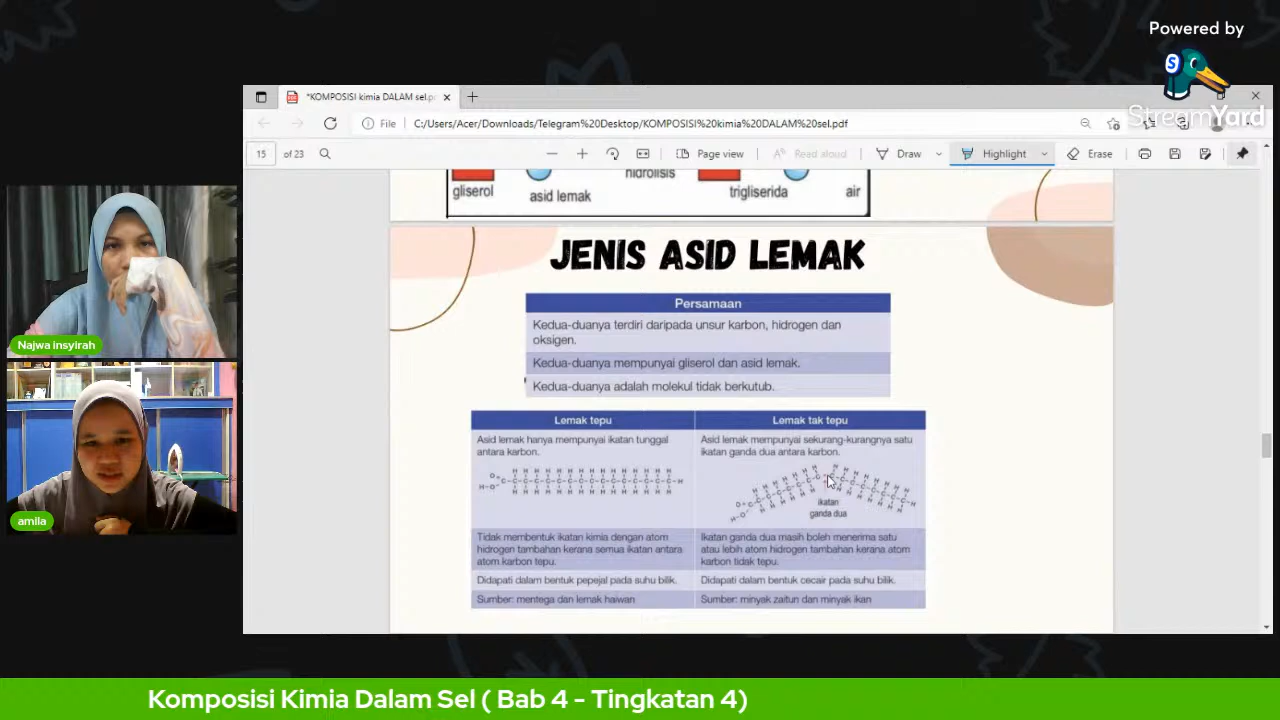 Powered by
StreamYard
*KOMPOSISI kimia DALAM sel.p
File C:/Users/Acer/Downloads/Telegram%20Desktop/KOMPOSISI%20kimia%20DALAM%20sel.pdf
15 of 23 Page view Read aloud Draw Highlight Erase
hidrolisis
gliserol asid lemak trigliserida air
JENIS ASID LEMAK
Persamaan
Kedua-duanya terdiri daripada unsur karbon, hidrogen dan
oksigen.
Kedua-duanya mempunyai gliserol dan asid lemak.
Kedua-duanya adalah molekul tidak berkutub.
Lemak tepu
Asid lemak hanya mempunyai ikatan tunggal
antara karbon.
Tidak membentuk ikatan kimia dengan atom
hidrogen tambahan kerana semua ikatan antara
atom karbon tepu.
Didapati dalam bentuk pepejal pada suhu bilik.
Sumber: mentega dan lemak haiwan
Lemak tak tepu
Asid lemak mempunyai sekurang-kurangnya satu
ikatan ganda dua antara karbon.
ikatan
ganda dua
Ikatan ganda dua masih boleh menerima satu
atau lebih atom hidrogen tambahan kerana atom
karbon tidak tepu.
Didapati dalam bentuk cecair pada suhu bilik.
Sumber: minyak zaitun dan minyak ikan
Najwa insyirah
amila
Komposisi Kimia Dalam Sel ( Bab 4 - Tingkatan 4)